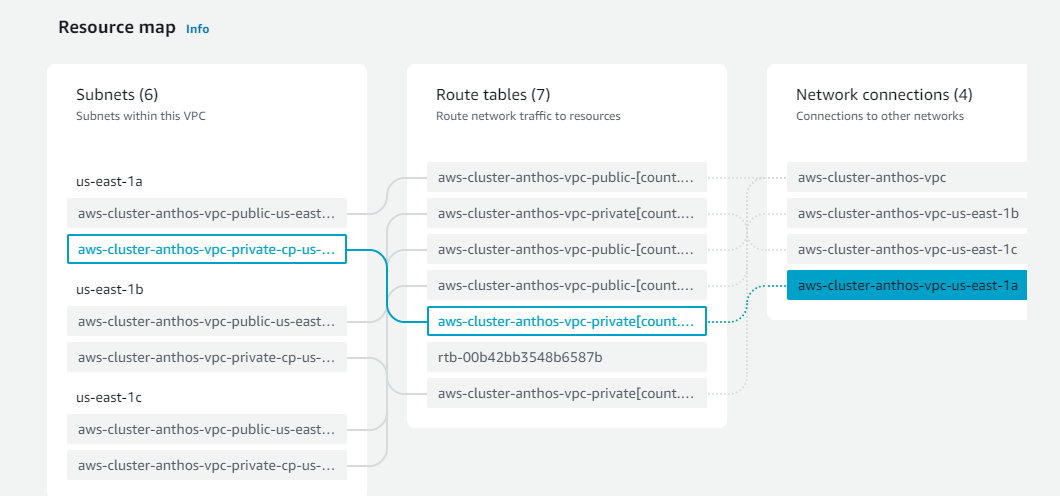 Resource map Info
Subnets (6)
Subnets within this VPC
us-east-1a
aws-cluster-anthos-vpc-public-us-east...
aws-cluster-anthos-vpc-private-cp-us-...
us-east-1b
aws-cluster-anthos-vpc-public-us-east...
aws-cluster-anthos-vpc-private-cp-us-...
us-east-1c
aws-cluster-anthos-vpc-public-us-east...
aws-cluster-anthos-vpc-private-cp-us-...
Route tables (7)
Route network traffic to resources
aws-cluster-anthos-vpc-public-[count....
aws-cluster-anthos-vpc-private[count....
aws-cluster-anthos-vpc-public-[count....
aws-cluster-anthos-vpc-public-[count....
aws-cluster-anthos-vpc-private[count....
rtb-00b42bb3548b6587b
aws-cluster-anthos-vpc-private[count....
Network connections (4)
Connections to other networks
aws-cluster-anthos-vpc
aws-cluster-anthos-vpc-us-east-1b
aws-cluster-anthos-vpc-us-east-1c
aws-cluster-anthos-vpc-us-east-1a